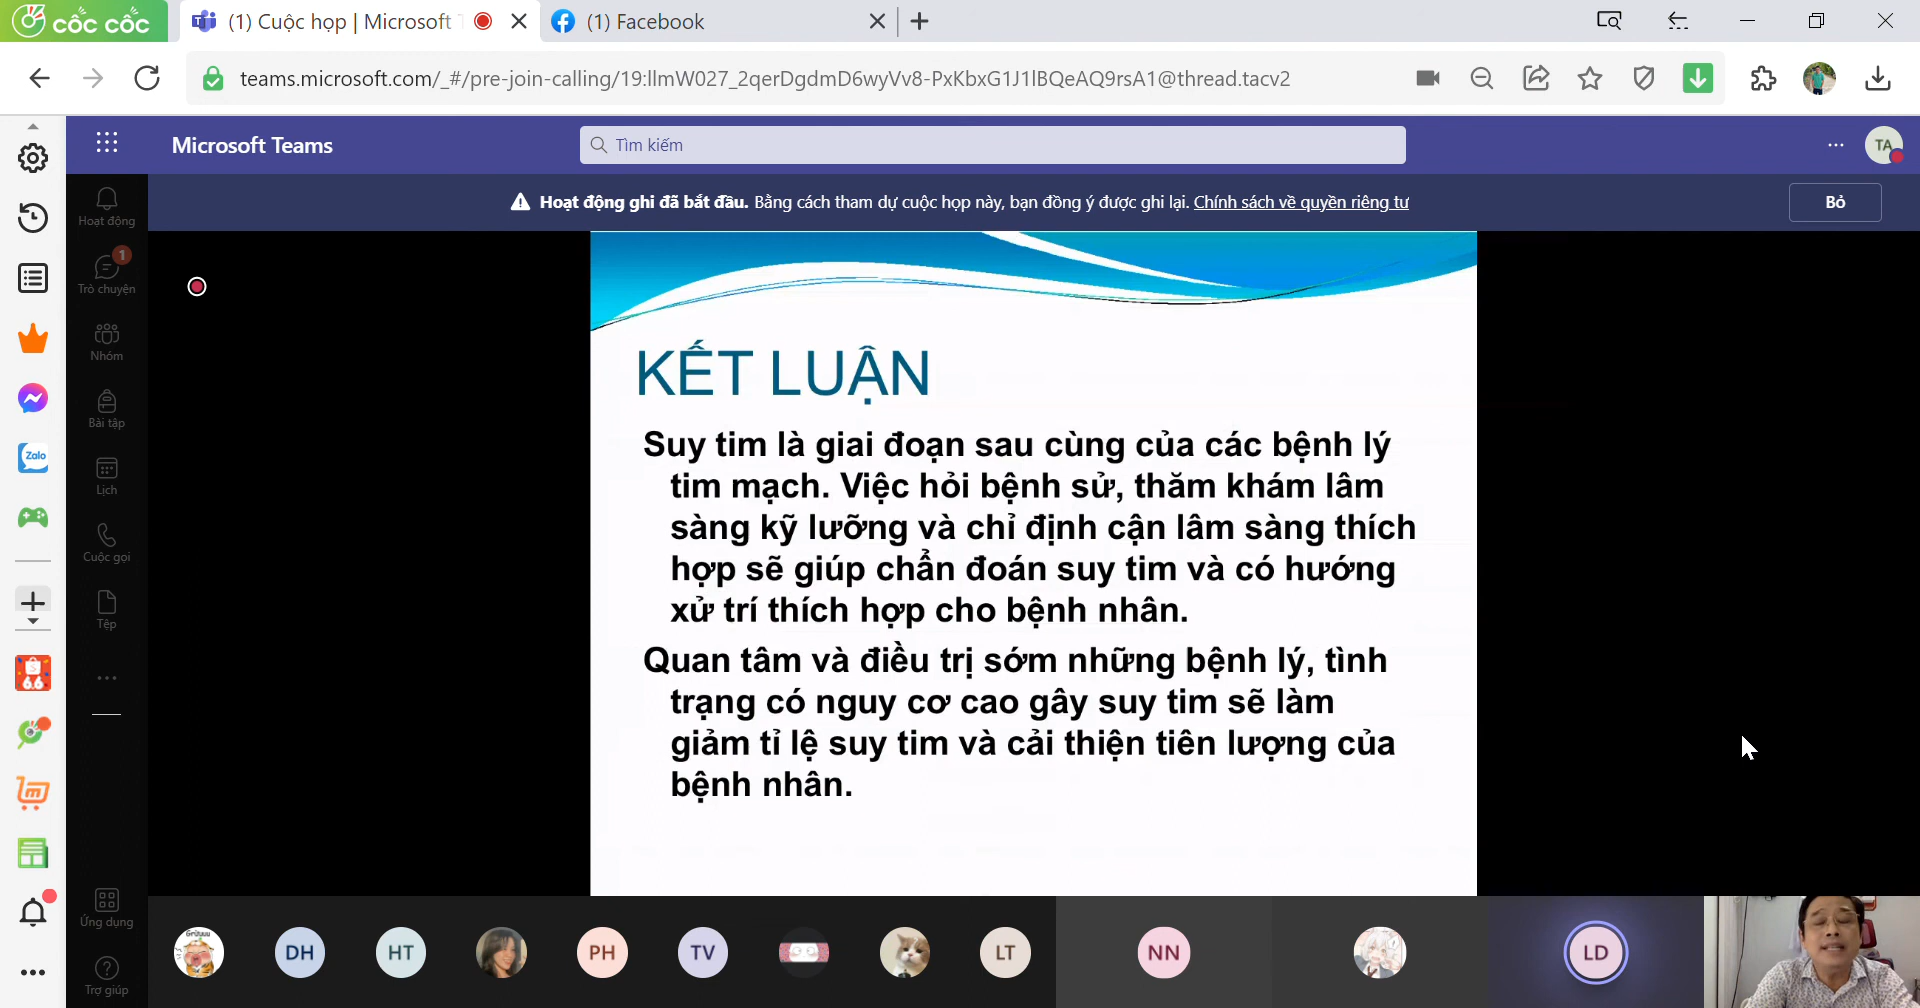 cốc cốc
(1) Cuộc họp | Microsoft T
(1) Facebook
teams.microsoft.com/_#/pre-join-calling/19:llmW027_2qerDgdmD6wyVv8-PxKbxG1J1lBQeAQ9rsA1@thread.tacv2
Microsoft Teams
Tìm kiếm
TA
Hoạt động ghi đã bắt đầu. Bằng cách tham dự cuộc họp này, bạn đồng ý được ghi lại. Chính sách về quyền riêng tư
Bỏ
Hoạt động
1
Trò chuyện
Nhóm
Bài tập
Lịch
Cuộc gọi
Tệp
Ứng dụng
Trợ giúp
Zalo
6.6
KẾT LUẬN
Suy tim là giai đoạn sau cùng của các bệnh lý
tim mạch. Việc hỏi bệnh sử, thăm khám lâm
sàng kỹ lưỡng và chỉ định cận lâm sàng thích
hợp sẽ giúp chẩn đoán suy tim và có hướng
xử trí thích hợp cho bệnh nhân.
Quan tâm và điều trị sớm những bệnh lý, tình
trạng có nguy cơ cao gây suy tim sẽ làm
giảm tỉ lệ suy tim và cải thiện tiên lượng của
bệnh nhân.
DH
HT
PH
TV
LT
NN
LD